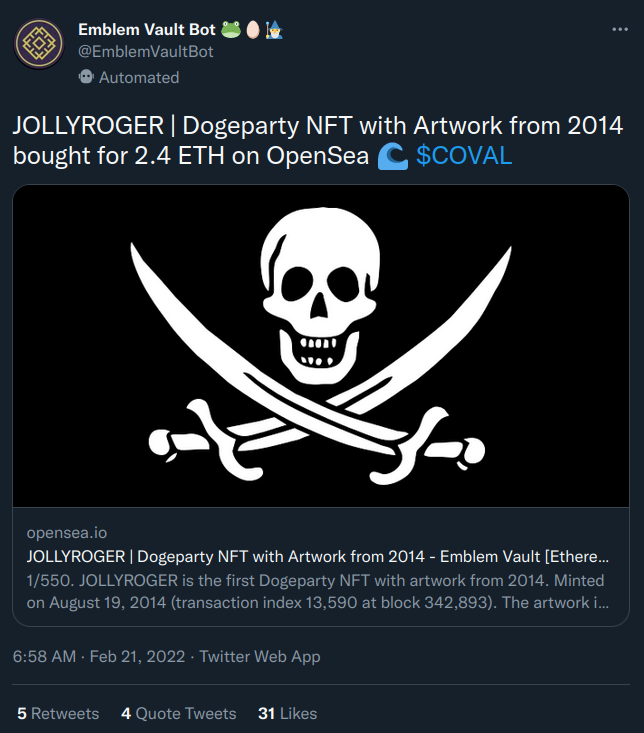 Emblem Vault Bot 🐸🥚🧙‍♂️
@EmblemVaultBot
Automated
JOLLYROGER | Dogeparty NFT with Artwork from 2014
bought for 2.4 ETH on OpenSea 🌊 $COVAL
opensea.io
JOLLYROGER | Dogeparty NFT with Artwork from 2014 - Emblem Vault [Ethere...
1/550. JOLLYROGER is the first Dogeparty NFT with artwork from 2014. Minted
on August 19, 2014 (transaction index 13,590 at block 342,893). The artwork i...
6:58 AM · Feb 21, 2022 · Twitter Web App
5 Retweets 4 Quote Tweets 31 Likes